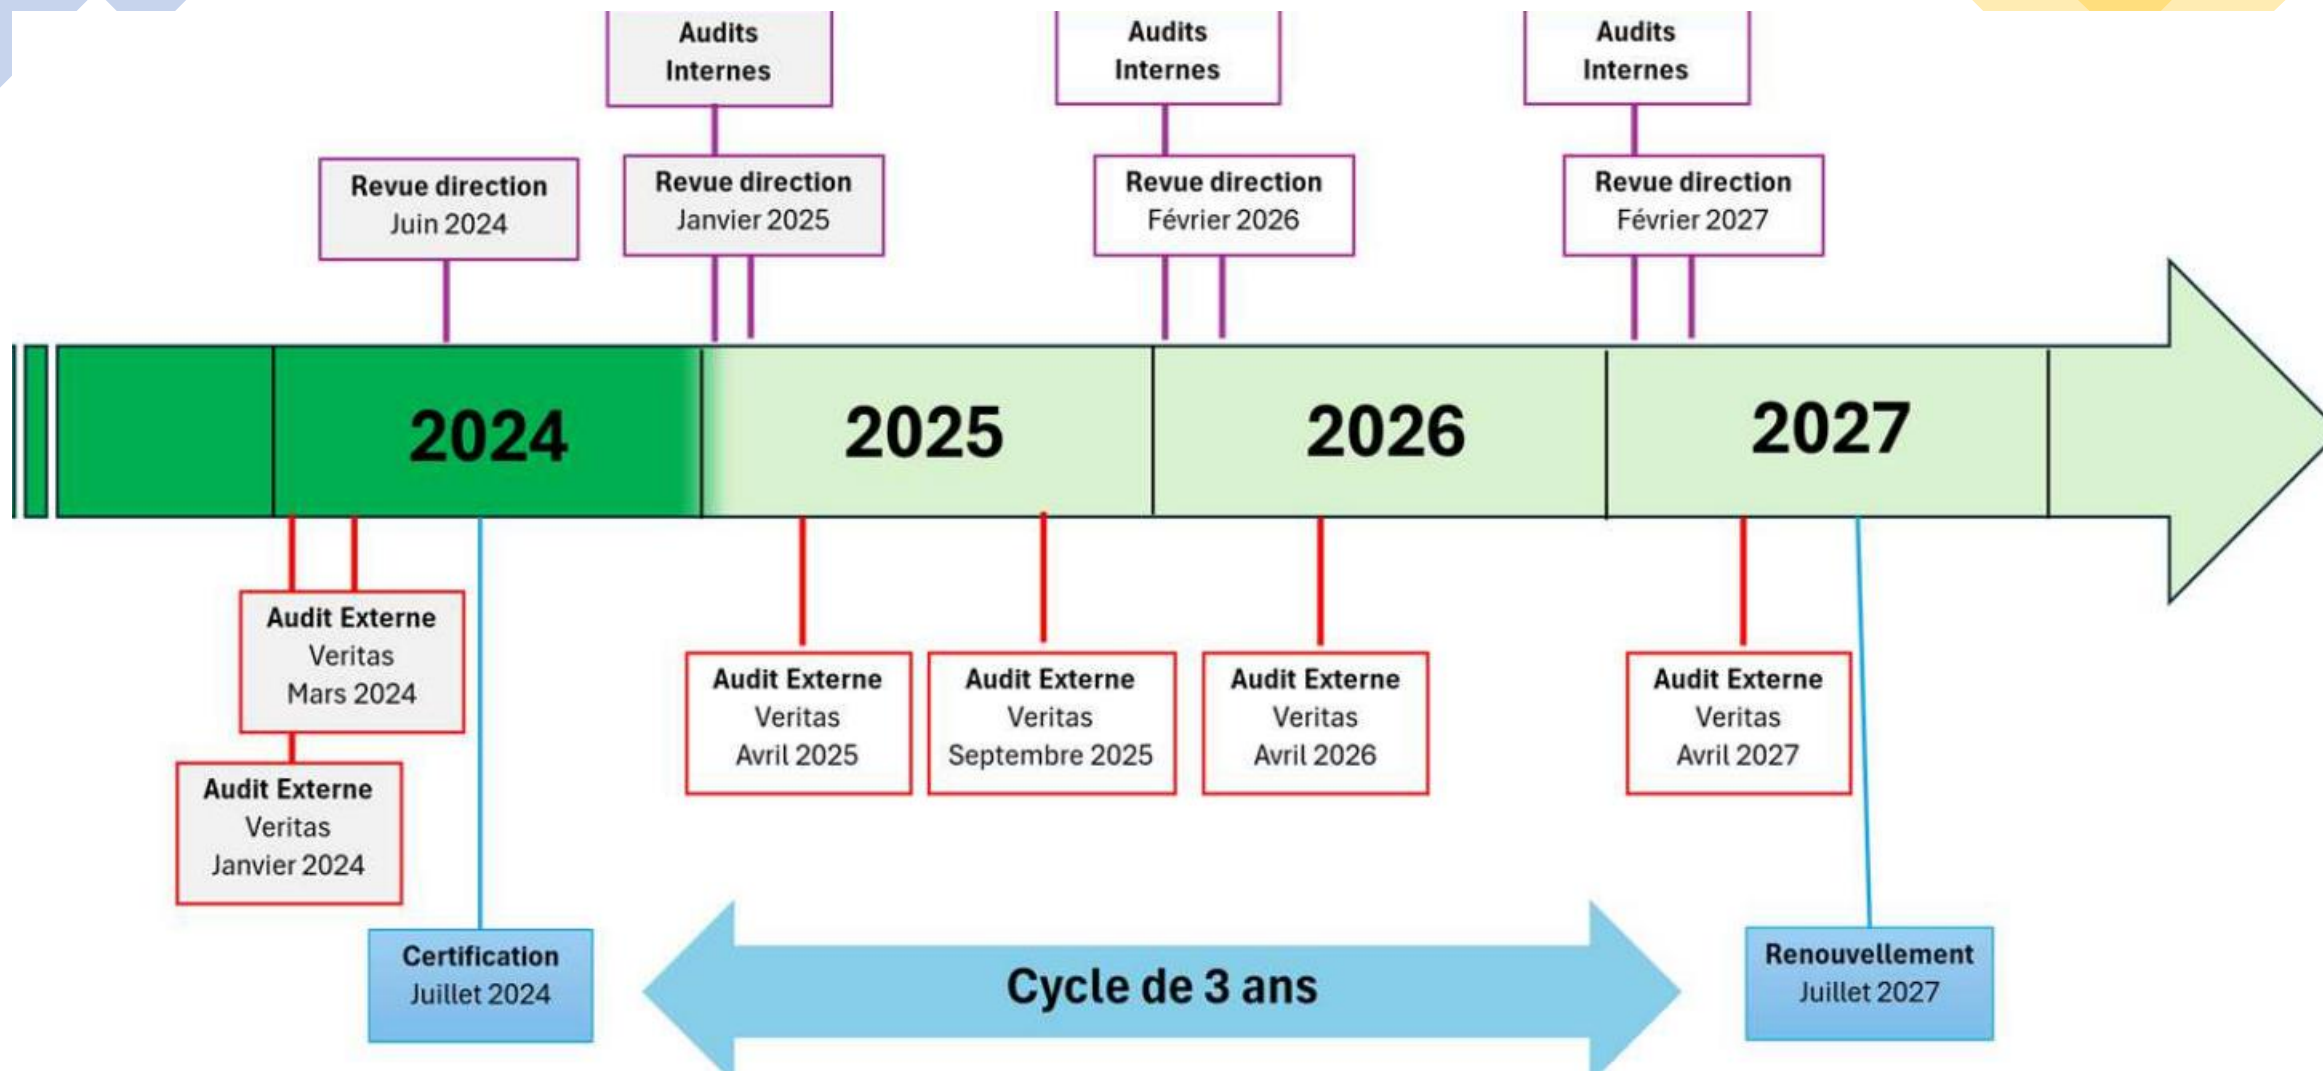 Audits
Internes
Audits
Internes
Audits
Internes
Revue direction
Juin 2024
Revue direction
Janvier 2025
Revue direction
Février 2026
Revue direction
Février 2027
2024
2025
2026
2027
Audit Externe
Veritas
Mars 2024
Audit Externe
Veritas
Janvier 2024
Audit Externe
Veritas
Avril 2025
Audit Externe
Veritas
Septembre 2025
Audit Externe
Veritas
Avril 2026
Audit Externe
Veritas
Avril 2027
Certification
Juillet 2024
Cycle de 3 ans
Renouvellement
Juillet 2027